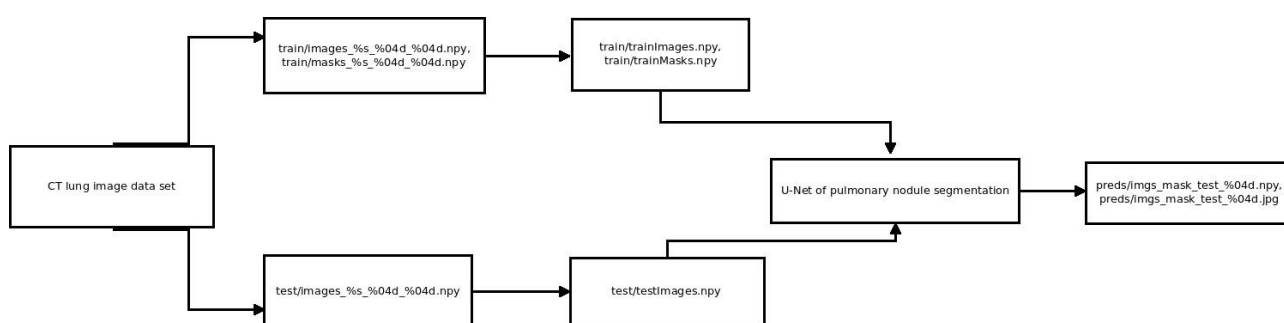 train/images_%s_%04d_%04d.npy,
train/masks_%s_%04d_%04d.npy
train/trainImages.npy,
train/trainMasks.npy
CT lung image data set
U-Net of pulmonary nodule segmentation
preds/imgs_mask_test_%04d.npy,
preds/imgs_mask_test_%04d.jpg
test/images_%s_%04d_%04d.npy
test/testImages.npy